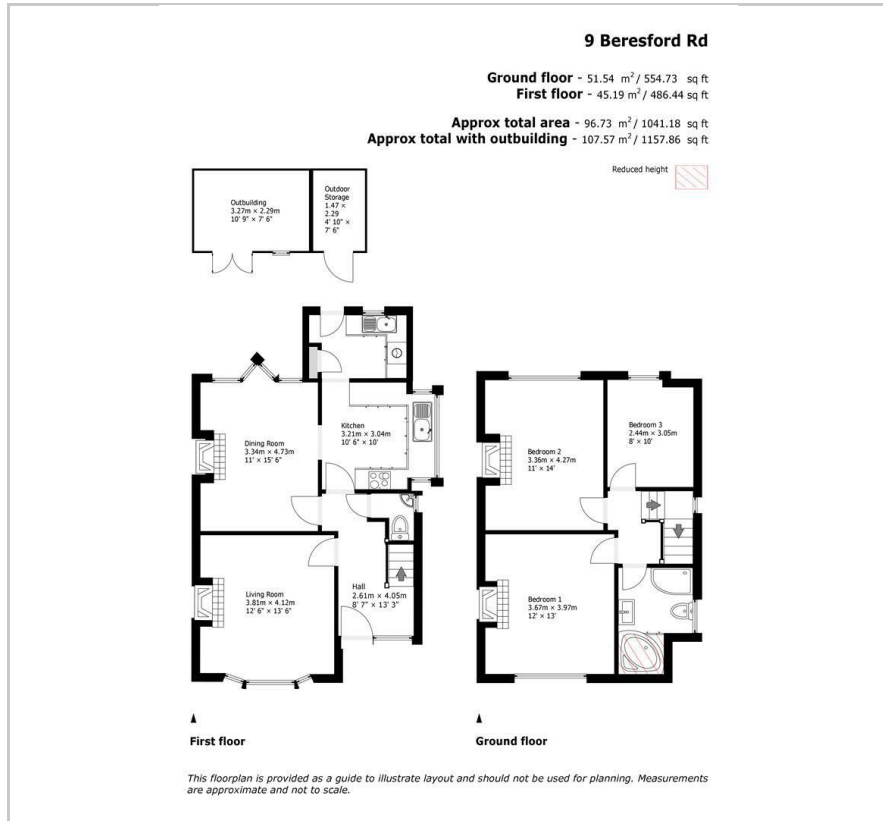 9 Beresford Rd
Ground floor - 51.54 m²/ 554.73 sq ft
First floor - 45.19 m²/ 486.44 sq ft
Approx total area - 96.73 m²/ 1041.18 sq ft
Approx total with outbuilding - 107.57 m²/ 1157.86 sq ft
Reduced height
Outbuilding
3.27m × 2.29m
10' 9" × 7' 6"
Outdoor
Storage
1.47 ×
2.29
4' 10" ×
7' 6"
Kitchen
3.21m × 3.04m
10' 6" × 10'
Dining Room
3.34m × 4.73m
11' × 15' 6"
Living Room
3.81m × 4.12m
12' 6" × 13' 6"
Hall
2.61m × 4.05m
8' 7" × 13' 3"
Bedroom 3
2.44m × 3.05m
8' × 10'
Bedroom 2
3.36m × 4.27m
11' × 14'
Bedroom 1
3.67m × 3.97m
12' × 13'
First floor
Ground floor
This floorplan is provided as a guide to illustrate layout and should not be used for planning. Measurements
are approximate and not to scale.